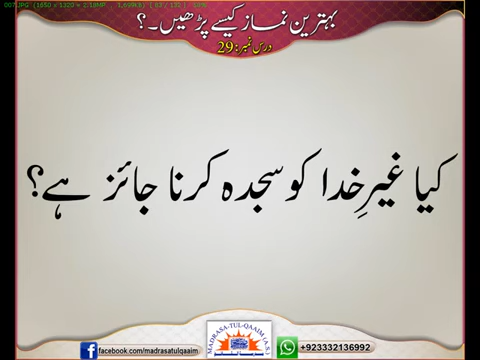 بہترین نماز کیسے پڑھیں۔؟
درس نمبر: 29
کیا غیرِ خدا کو سجدہ کرنا جائز ہے؟
MADRASA-TUL-QAAIM (A.S)
facebook.com/madrasatulqaaim
+923332136992